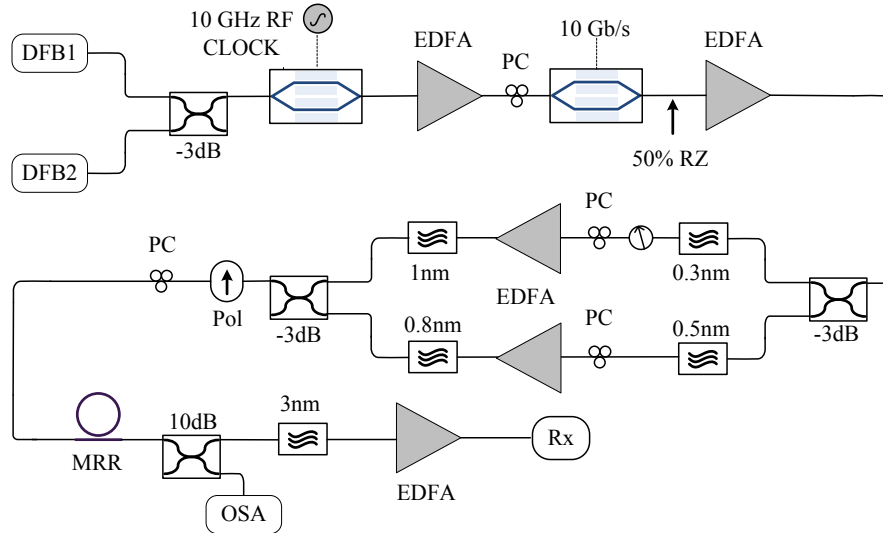 10 GHz RF
CLOCK
EDFA
10 Gb/s
EDFA
DFB1
PC
-3dB
50% RZ
DFB2
PC
PC
1nm
EDFA
0.3nm
Pol
-3dB
0.8nm
PC
0.5nm
-3dB
3nm
10dB
Rx
MRR
EDFA
OSA